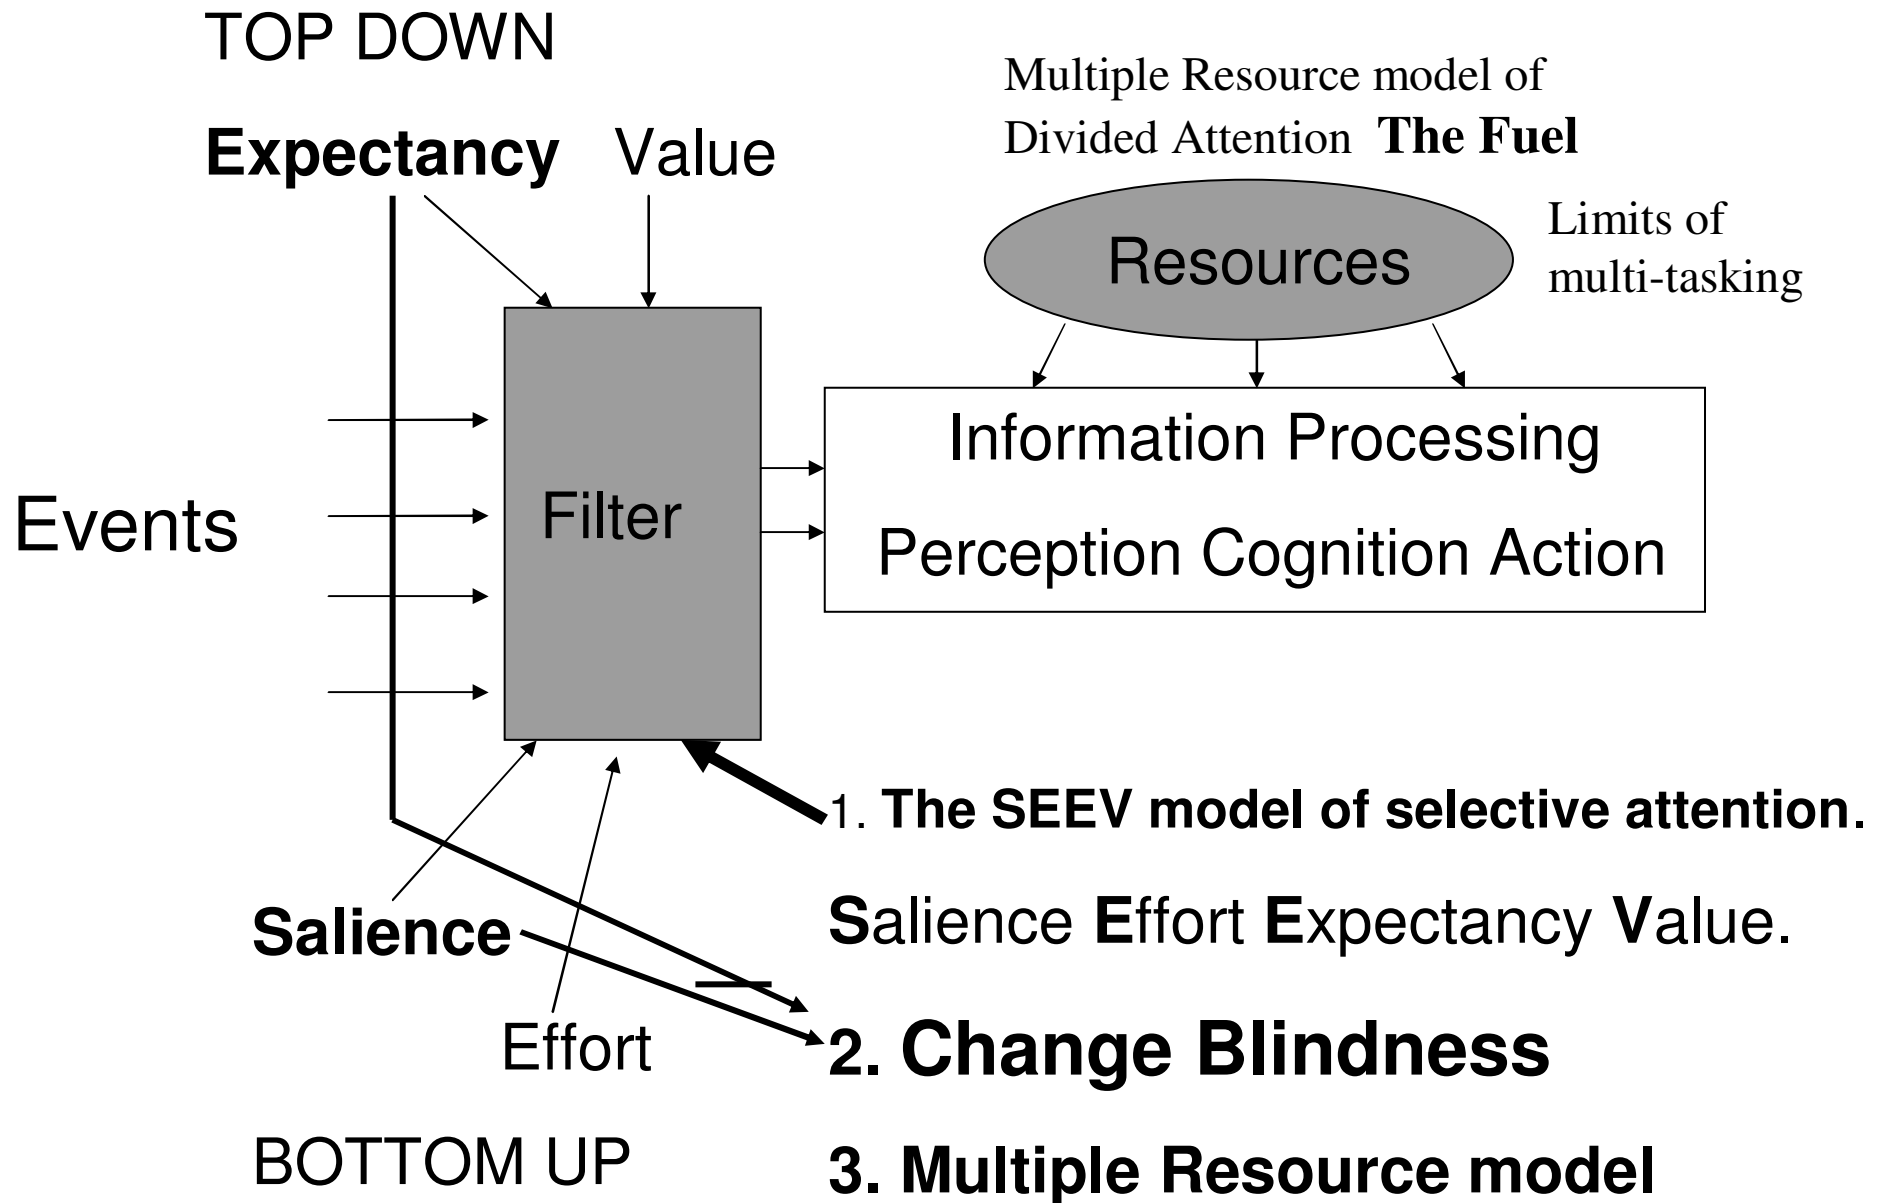 TOP DOWN
Expectancy Value
Multiple Resource model of
Divided Attention The Fuel
Resources
Limits of
multi-tasking
Events
Filter
Information Processing
Perception Cognition Action
1. The SEEV model of selective attention.
Salience Effort Expectancy Value.
Salience
Effort
2. Change Blindness
BOTTOM UP
3. Multiple Resource model